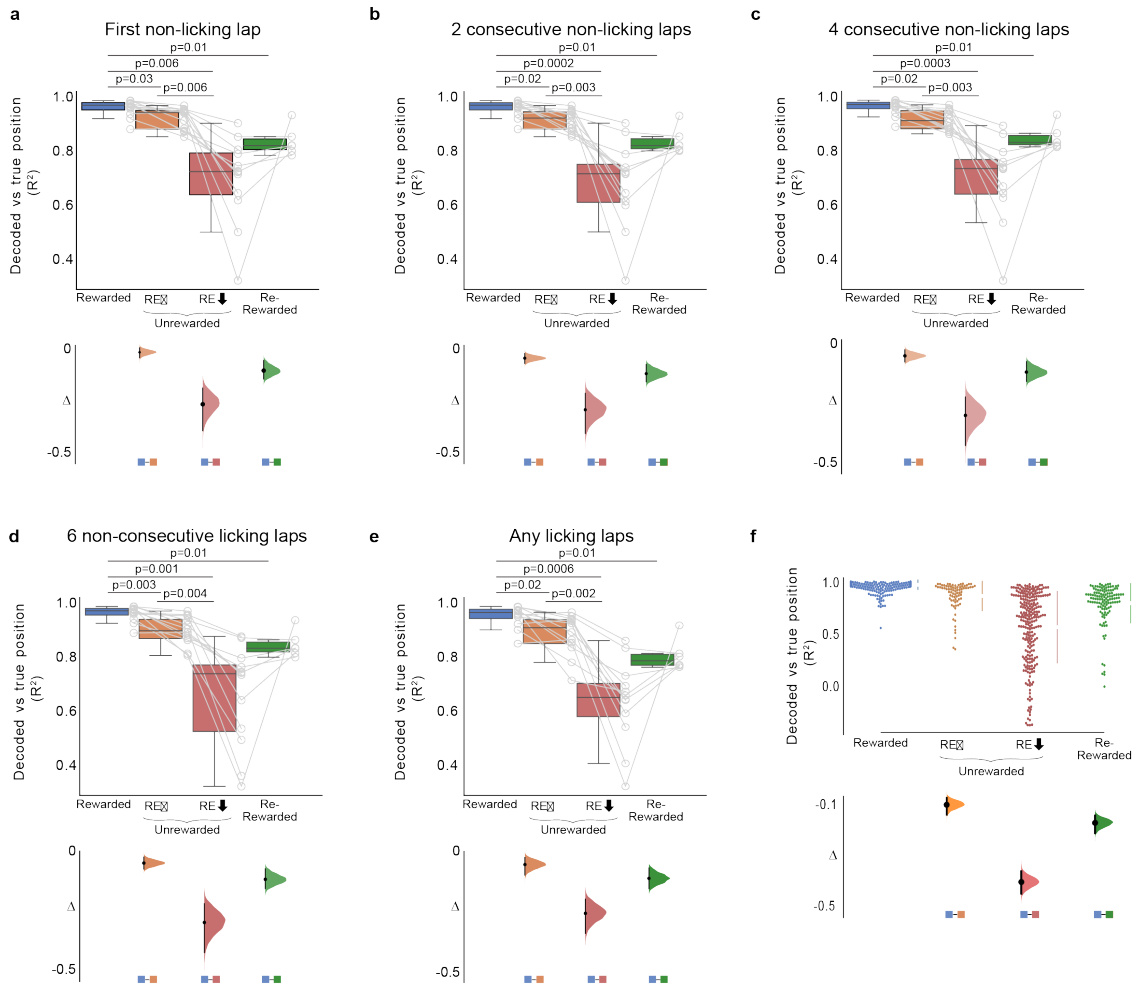 a
First non-licking lap
p=0.01
p=0.006
p=0.03
p=0.006
1.0
0.8
0.6
0.4
Decoded vs true position
(R²)
Rewarded
RE
RE
Re-
Rewarded
Unrewarded
0
Δ
-0.5
b
2 consecutive non-licking laps
p=0.01
p=0.0002
p=0.02
p=0.003
1.0
0.8
0.6
0.4
Decoded vs true position
(R²)
Rewarded
RE
RE
Re-
Rewarded
Unrewarded
0
Δ
-0.5
c
4 consecutive non-licking laps
p=0.01
p=0.0003
p=0.02
p=0.003
1.0
0.8
0.6
0.4
Decoded vs true position
(R²)
Rewarded
RE
RE
Re-
Rewarded
Unrewarded
0
Δ
-0.5
d
6 non-consecutive licking laps
p=0.01
p=0.001
p=0.003
p=0.004
1.0
0.8
0.6
0.4
Decoded vs true position
(R²)
Rewarded
RE
RE
Re-
Rewarded
Unrewarded
0
Δ
-0.5
e
Any licking laps
p=0.01
p=0.0006
p=0.02
p=0.002
1.0
0.8
0.6
0.4
Decoded vs true position
(R²)
Rewarded
RE
RE
Re-
Rewarded
Unrewarded
0
Δ
-0.5
f
1.0
0.5
0.0
Decoded vs true position
(R²)
Rewarded
RE
RE
Re-
Rewarded
Unrewarded
-0.1
Δ
-0.5